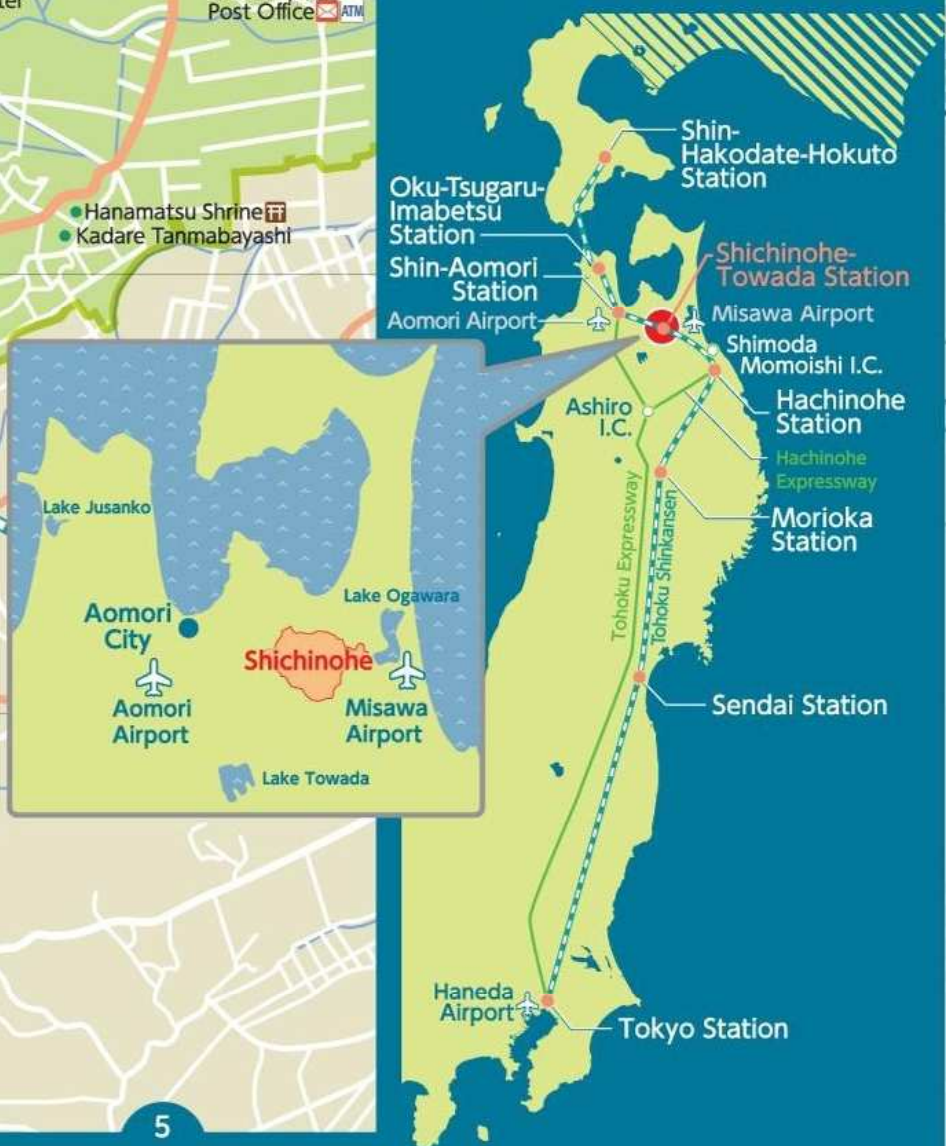 Post Office
ATM
Hanamatsu Shrine
Kadare Tanmabayashi
Lake Jusanko
Aomori
City
Lake Ogawara
Shichinohe
Aomori
Airport
Misawa
Airport
Lake Towada
Shin-
Hakodate-Hokuto
Station
Oku-Tsugaru-
Imabetsu
Station
Shin-Aomori
Station
Aomori Airport
Shichinohe-
Towada Station
Misawa Airport
Shimoda
Momoishi I.C.
Ashiro
I.C.
Hachinohe
Station
Hachinohe
Expressway
Morioka
Station
Tohoku Expressway
Tohoku Shinkansen
Sendai Station
Haneda
Airport
Tokyo Station
5